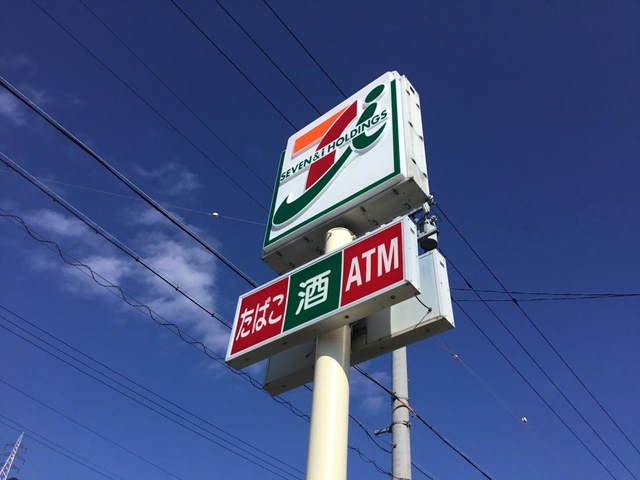 7
SEVEN & i HOLDINGS
たばこ 酒 ATM